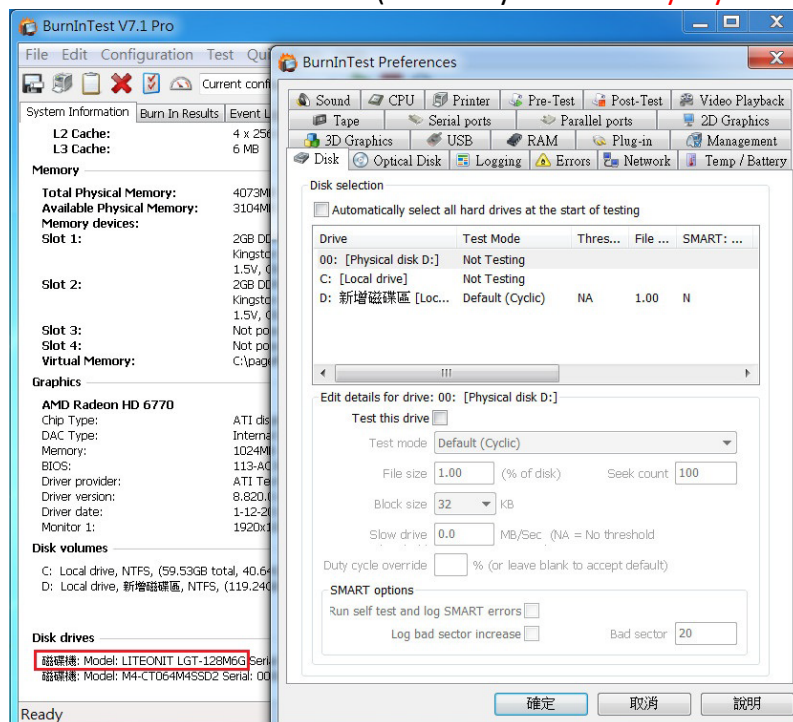 BurnInTest V7.1 Pro
File Edit Configuration Test
Current conf
System Information Burn In Results Event L
L2 Cache: 4 x 256
L3 Cache: 6 MB
Memory
Total Physical Memory: 4073M
Available Physical Memory: 3104M
Memory devices:
Slot 1: 2GB DD
Kingsto
1.5V,
Slot 2: 2GB DD
Kingsto
1.5V,
Slot 3: Not po
Slot 4: Not po
Virtual Memory: C:\page
Graphics
AMD Radeon HD 6770
Chip Type: ATI dis
DAC Type: Interna
Memory: 1024M
BIOS: 113-AC
Driver provider: ATI Te
Driver version: 8.820.
Driver date: 1-12-2
Monitor 1: 1920x1
Disk volumes
C: Local drive, NTFS, (59.53GB total, 40.64
D: Local drive, 新增磁碟區, NTFS, (119.24G
Disk drives
磁碟機: Model: LITEONIT LGT-128M6G Seri
磁碟機: Model: M4-CT064M4SSD2 Serial: 00
Ready
BurnInTest Preferences
Sound CPU Printer Pre-Test Post-Test Video Playback
Tape Serial ports Parallel ports 2D Graphics
3D Graphics USB RAM Plug-in Management
Disk Optical Disk Logging Errors Network Temp / Battery
Disk selection
Automatically select all hard drives at the start of testing
Drive Test Mode Thres... File ... SMART: ...
00: [Physical disk D:] Not Testing
C: [Local drive] Not Testing
D: 新增磁碟區 [Loc... Default (Cyclic) NA 1.00 N
Edit details for drive: 00: [Physical disk D:]
Test this drive
Test mode Default (Cyclic)
File size 1.00 (% of disk) Seek count 100
Block size 32 KB
Slow drive 0.0 MB/Sec (NA = No threshold
Duty cycle override % (or leave blank to accept default)
SMART options
Run self test and log SMART errors
Log bad sector increase Bad sector 20
確定 取消 說明